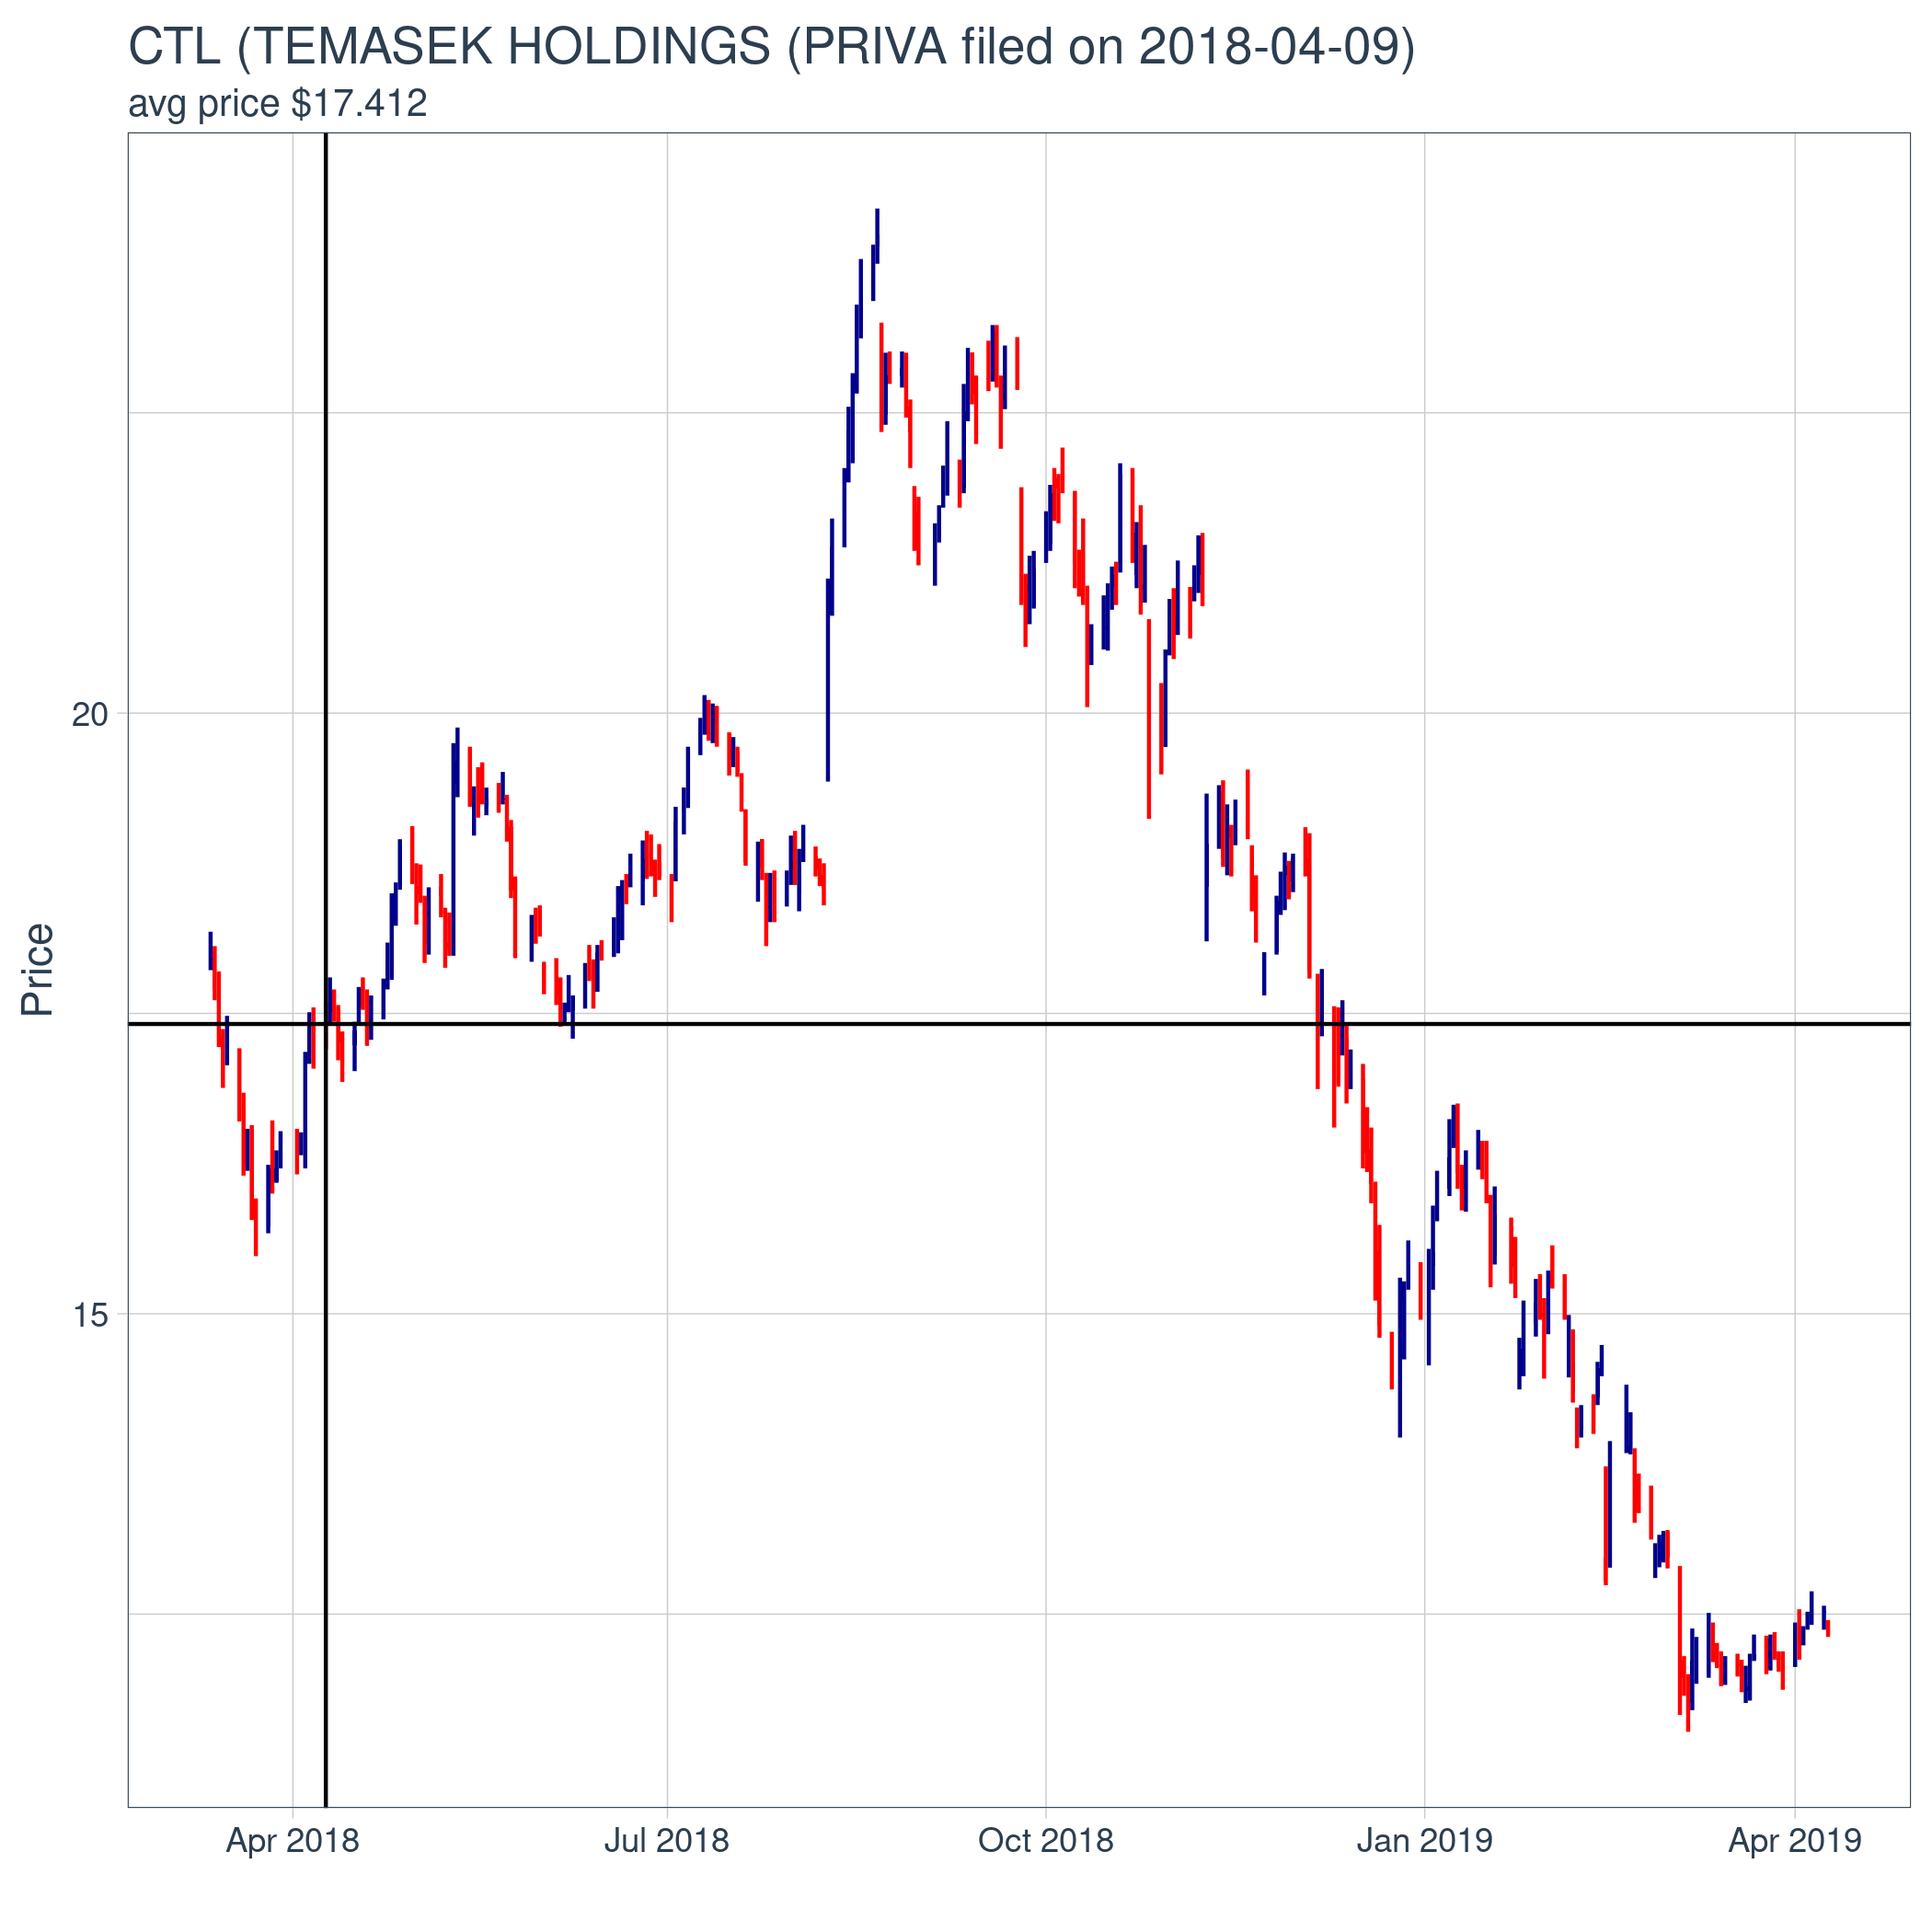 CTL (TEMASEK HOLDINGS (PRIVA filed on 2018-04-09)
avg price $17.412
Price
20
15
Apr 2018
Jul 2018
Oct 2018
Jan 2019
Apr 2019